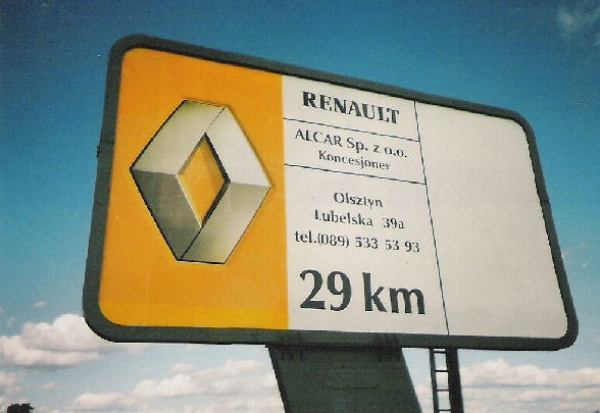 RENAULT
ALCAR Sp. z o.o.
Koncesjoner
Olsztyn
Lubelska 39a
tel.(089) 533 53 93
29 km